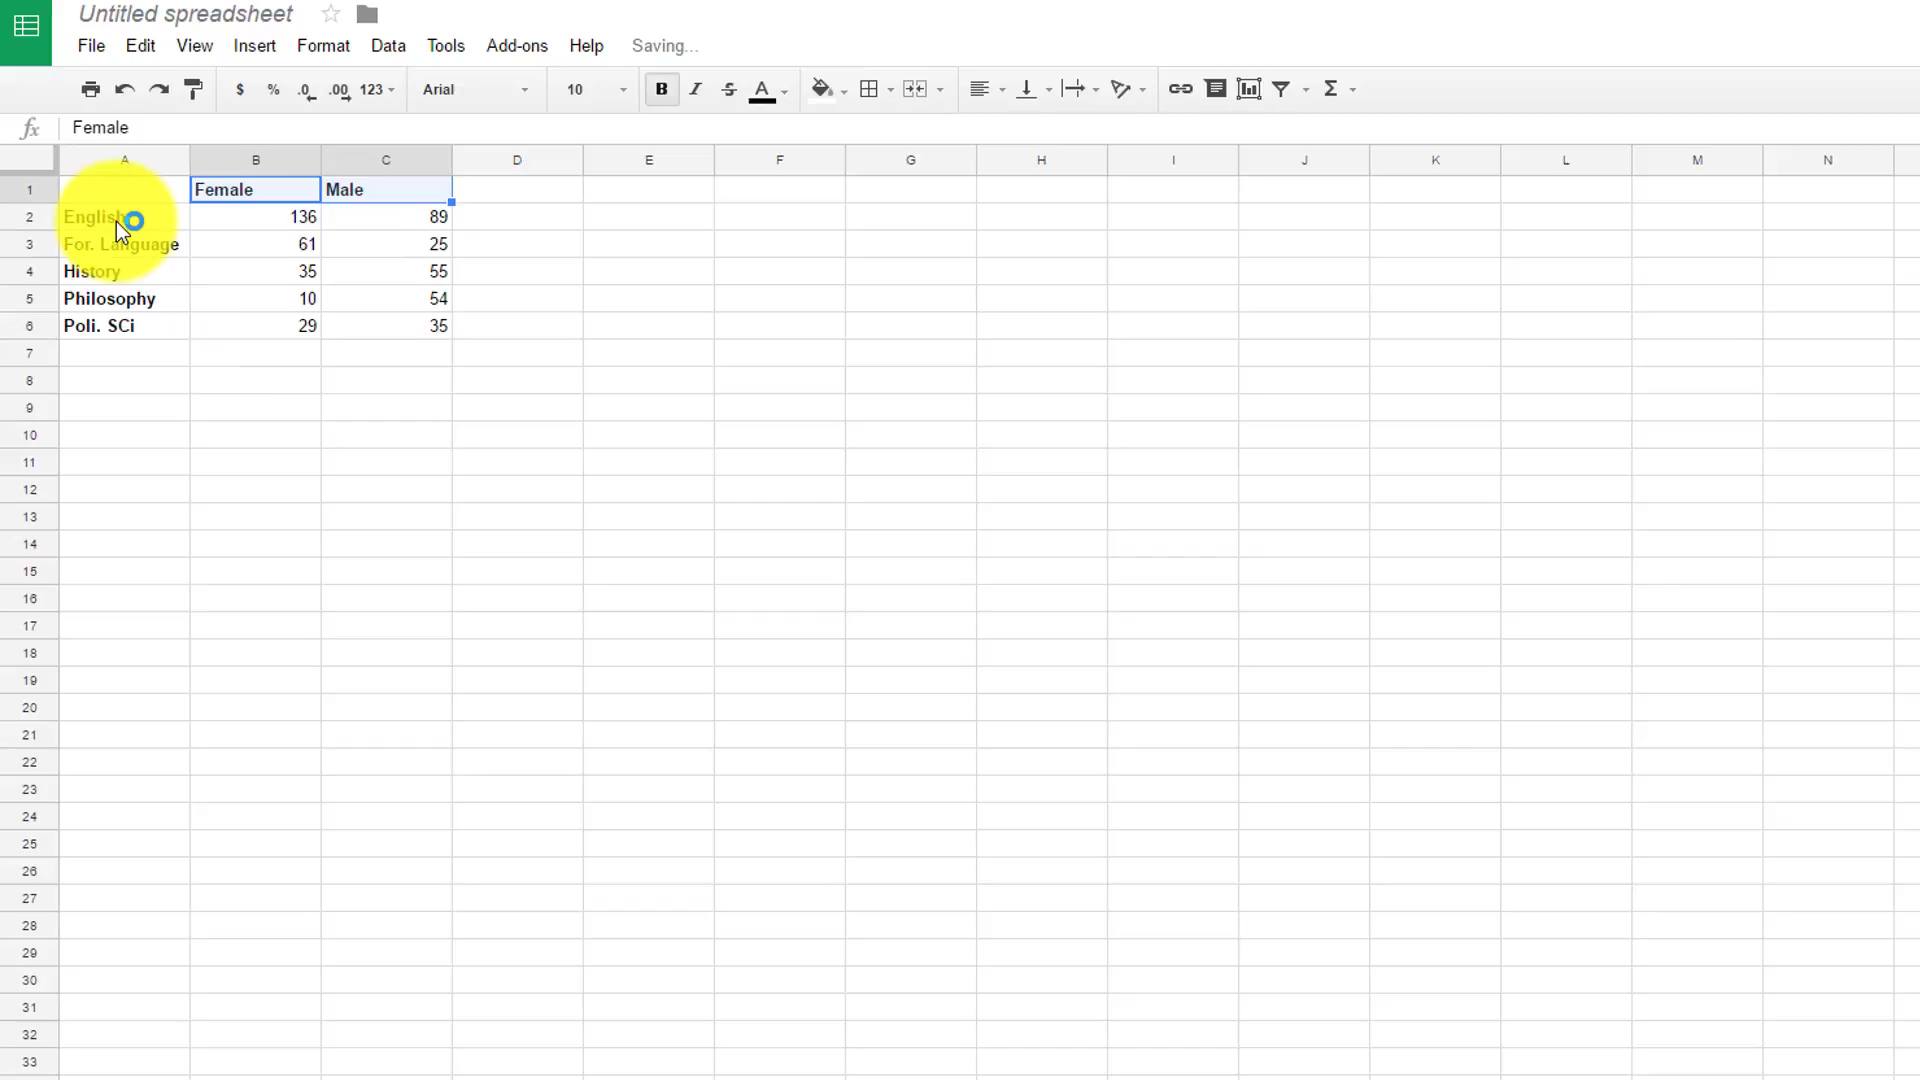 Untitled spreadsheet
File Edit View Insert Format Data Tools Add-ons Help Saving...
$ % .0 .00 123 Arial 10 B I S A Σ
fx Female
A B C D E F G H I J K L M N
1 Female Male
2 English 136 89
3 For. Language 61 25
4 History 35 55
5 Philosophy 10 54
6 Poli. SCi 29 35
7
8
9
10
11
12
13
14
15
16
17
18
19
20
21
22
23
24
25
26
27
28
29
30
31
32
33